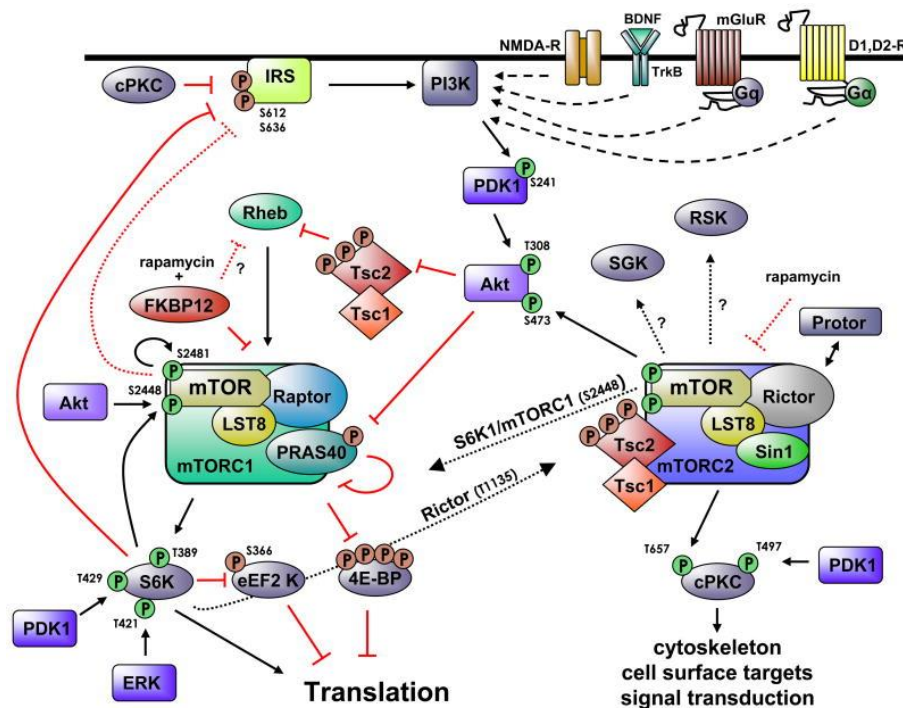 BDNF
mGluR
NMDA-R
D1,D2-R
TrkB
cPKC
P
P
IRS
S612
S636
PI3K
Gq
Gα
PDK1
P
S241
Rheb
RSK
rapamycin
+
?
FKBP12
P
P
P
Tsc2
Tsc1
T308
P
Akt
P
S473
SGK
?
?
rapamycin
Protor
S2481
P
S2448
P
Akt
mTOR
Raptor
LST8
PRAS40
P
mTORC1
S6K1/mTORC1 (S2448)
P
P
mTOR
Rictor
LST8
Sin1
mTORC2
P
P
P
Tsc2
Tsc1
Rictor (T1135)
T389
P
T429
P
S6K
T421
P
S366
P
eEF2 K
P
P
P
P
4E-BP
T657
P
T497
P
cPKC
PDK1
PDK1
ERK
Translation
cytoskeleton
cell surface targets
signal transduction